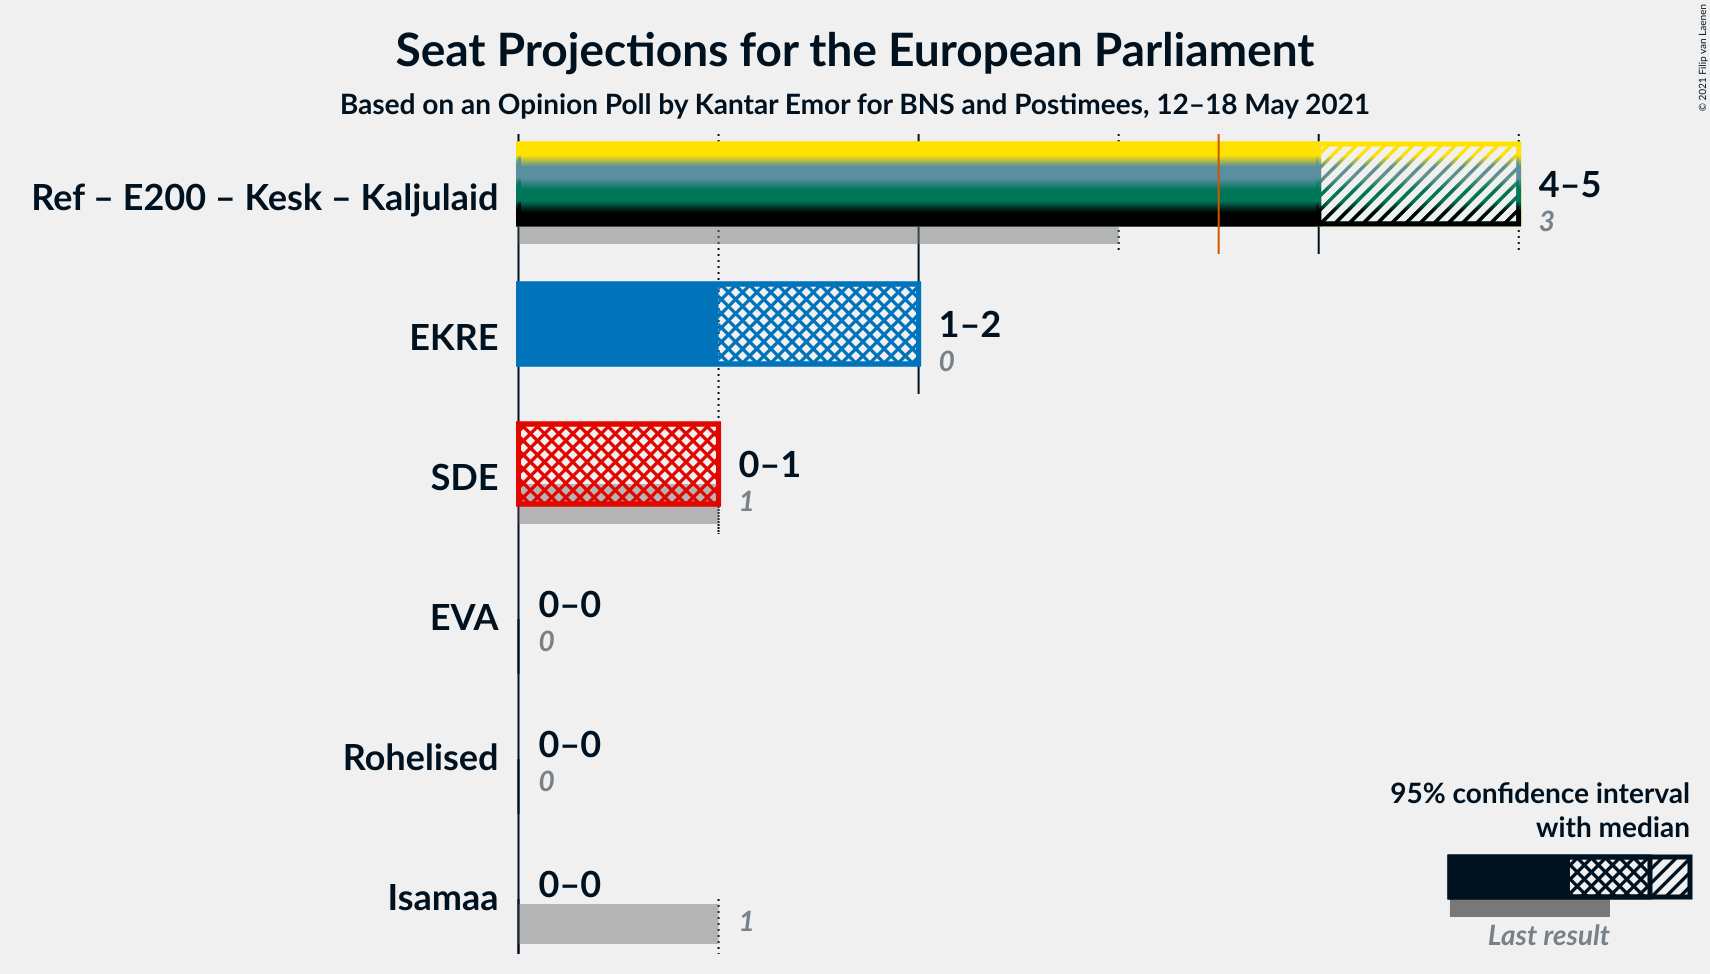 Seat Projections for the European Parliament
Based on an Opinion Poll by Kantar Emor for BNS and Postimees, 12–18 May 2021
© 2021 Filip van Laenen
Ref – E200 – Kesk – Kaljulaid
4–5
3
EKRE
1–2
0
SDE
0–1
1
EVA
0–0
0
Rohelised
0–0
0
Isamaa
0–0
1
95% confidence interval
with median
Last result